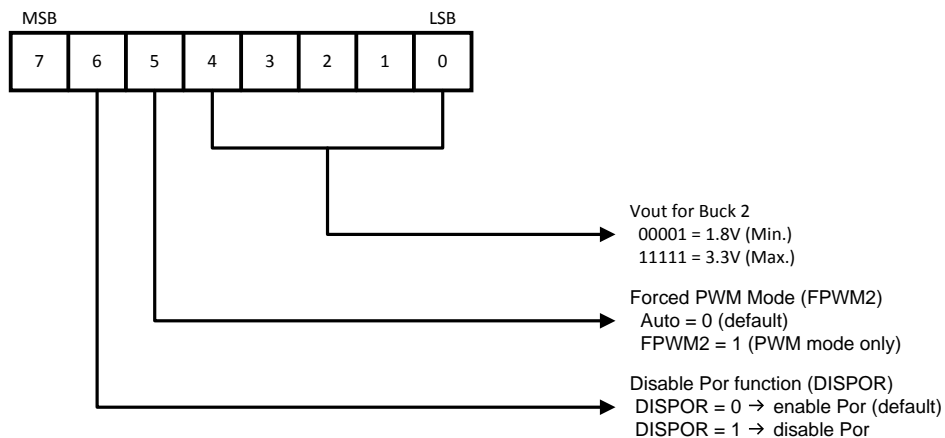 MSB LSB
7 6 5 4 3 2 1 0
Vout for Buck 2
00001 = 1.8V (Min.)
11111 = 3.3V (Max.)
Forced PWM Mode (FPWM2)
Auto = 0 (default)
FPWM2 = 1 (PWM mode only)
Disable Por function (DISPOR)
DISPOR = 0 → enable Por (default)
DISPOR = 1 → disable Por